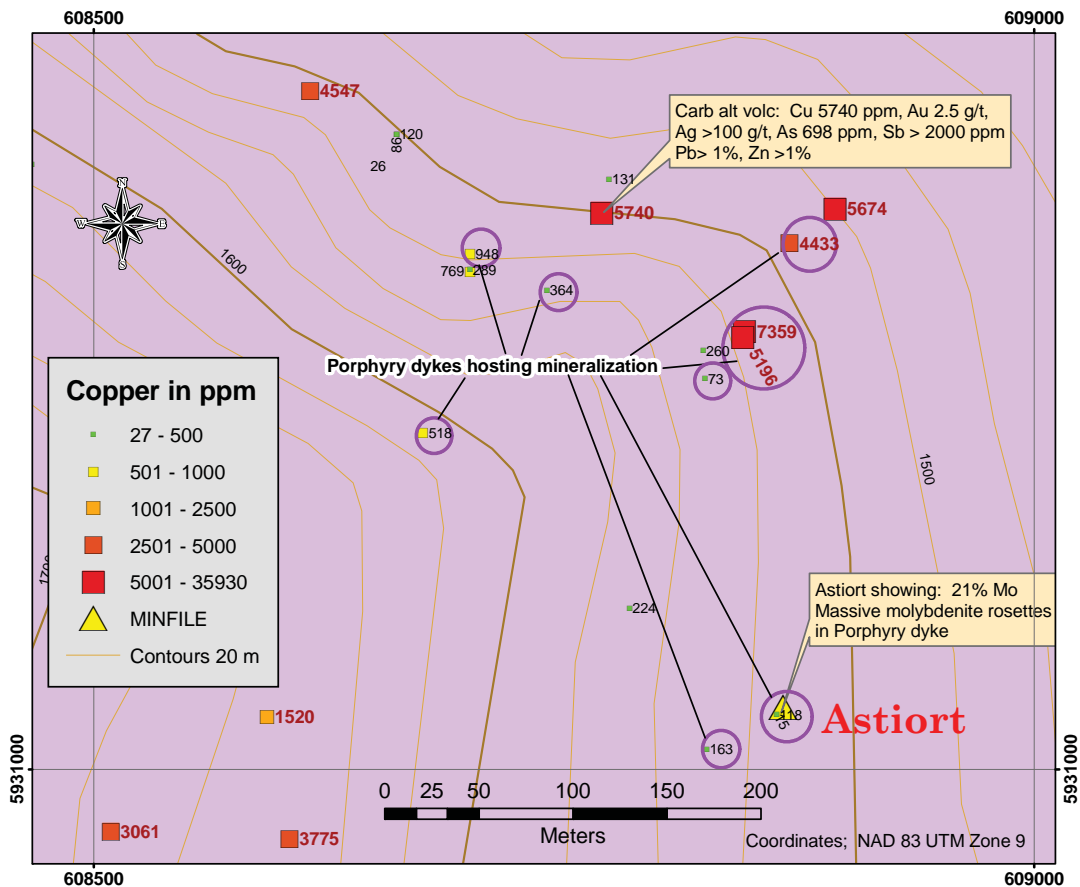 608500
609000
4547
Carb alt volc: Cu 5740 ppm, Au 2.5 g/t,
Ag >100 g/t, As 698 ppm, Sb > 2000 ppm
Pb> 1%, Zn >1%
120
86
26
131
N
W
E
S
5740
5674
4433
1600
948
769
289
364
7359
260
5196
Porphyry dykes hosting mineralization
73
Copper in ppm
27 - 500
501 - 1000
1001 - 2500
2501 - 5000
5001 - 35930
MINFILE
Contours 20 m
518
1500
1700
224
Astiort showing: 21% Mo
Massive molybdenite rosettes
in Porphyry dyke
1520
118
Astiort
163
5931000
5931000
0 25 50 100 150 200
Meters
3061
3775
Coordinates; NAD 83 UTM Zone 9
608500
609000